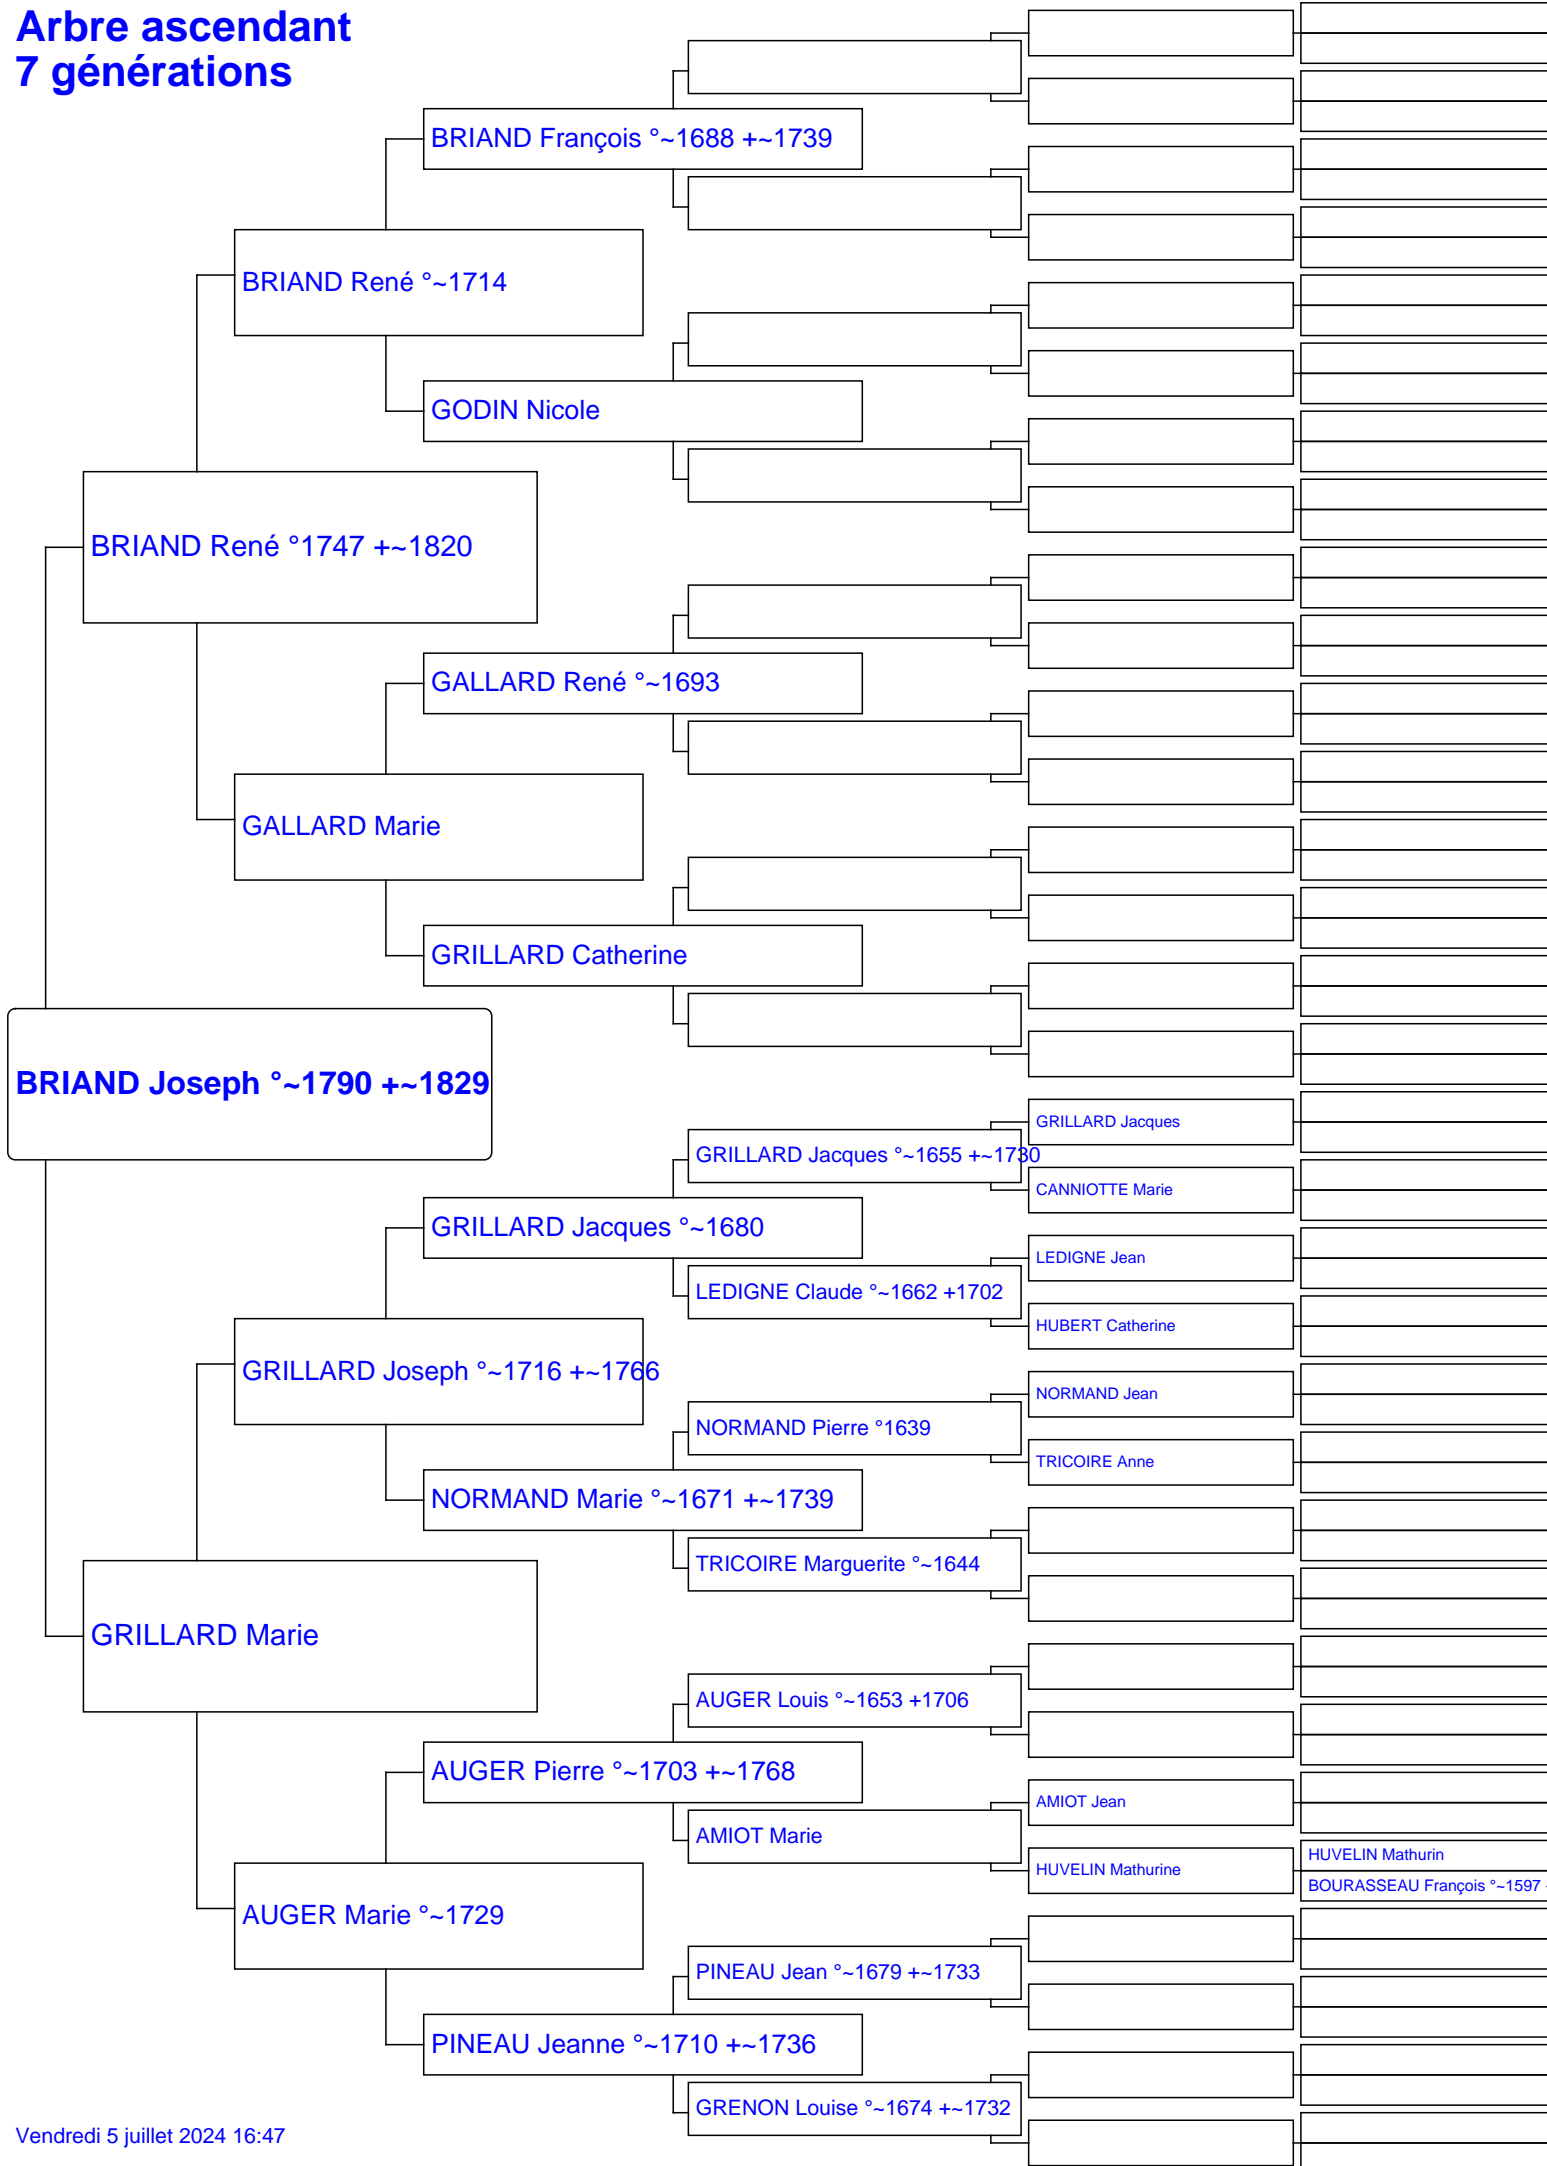 Arbre ascendant
7 générations
BRIAND François °~1688 +~1739
BRIAND René °~1714
GODIN Nicole
BRIAND René °1747 +~1820
GALLARD René °~1693
GALLARD Marie
GRILLARD Catherine
BRIAND Joseph °~1790 +~1829
GRILLARD Jacques
GRILLARD Jacques °~1655 +~1730
CANNIOTTE Marie
GRILLARD Jacques °~1680
LEDIGNE Jean
LEDIGNE Claude °~1662 +1702
HUBERT Catherine
GRILLARD Joseph °~1716 +~1766
NORMAND Jean
NORMAND Pierre °1639
TRICOIRE Anne
NORMAND Marie °~1671 +~1739
TRICOIRE Marguerite °~1644
GRILLARD Marie
AUGER Louis °~1653 +1706
AUGER Pierre °~1703 +~1768
AMIOT Jean
AMIOT Marie
HUVELIN Mathurin
HUVELIN Mathurine
BOURASSEAU François °~1597
AUGER Marie °~1729
PINEAU Jean °~1679 +~1733
PINEAU Jeanne °~1710 +~1736
GRENON Louise °~1674 +~1732
Vendredi 5 juillet 2024 16:47